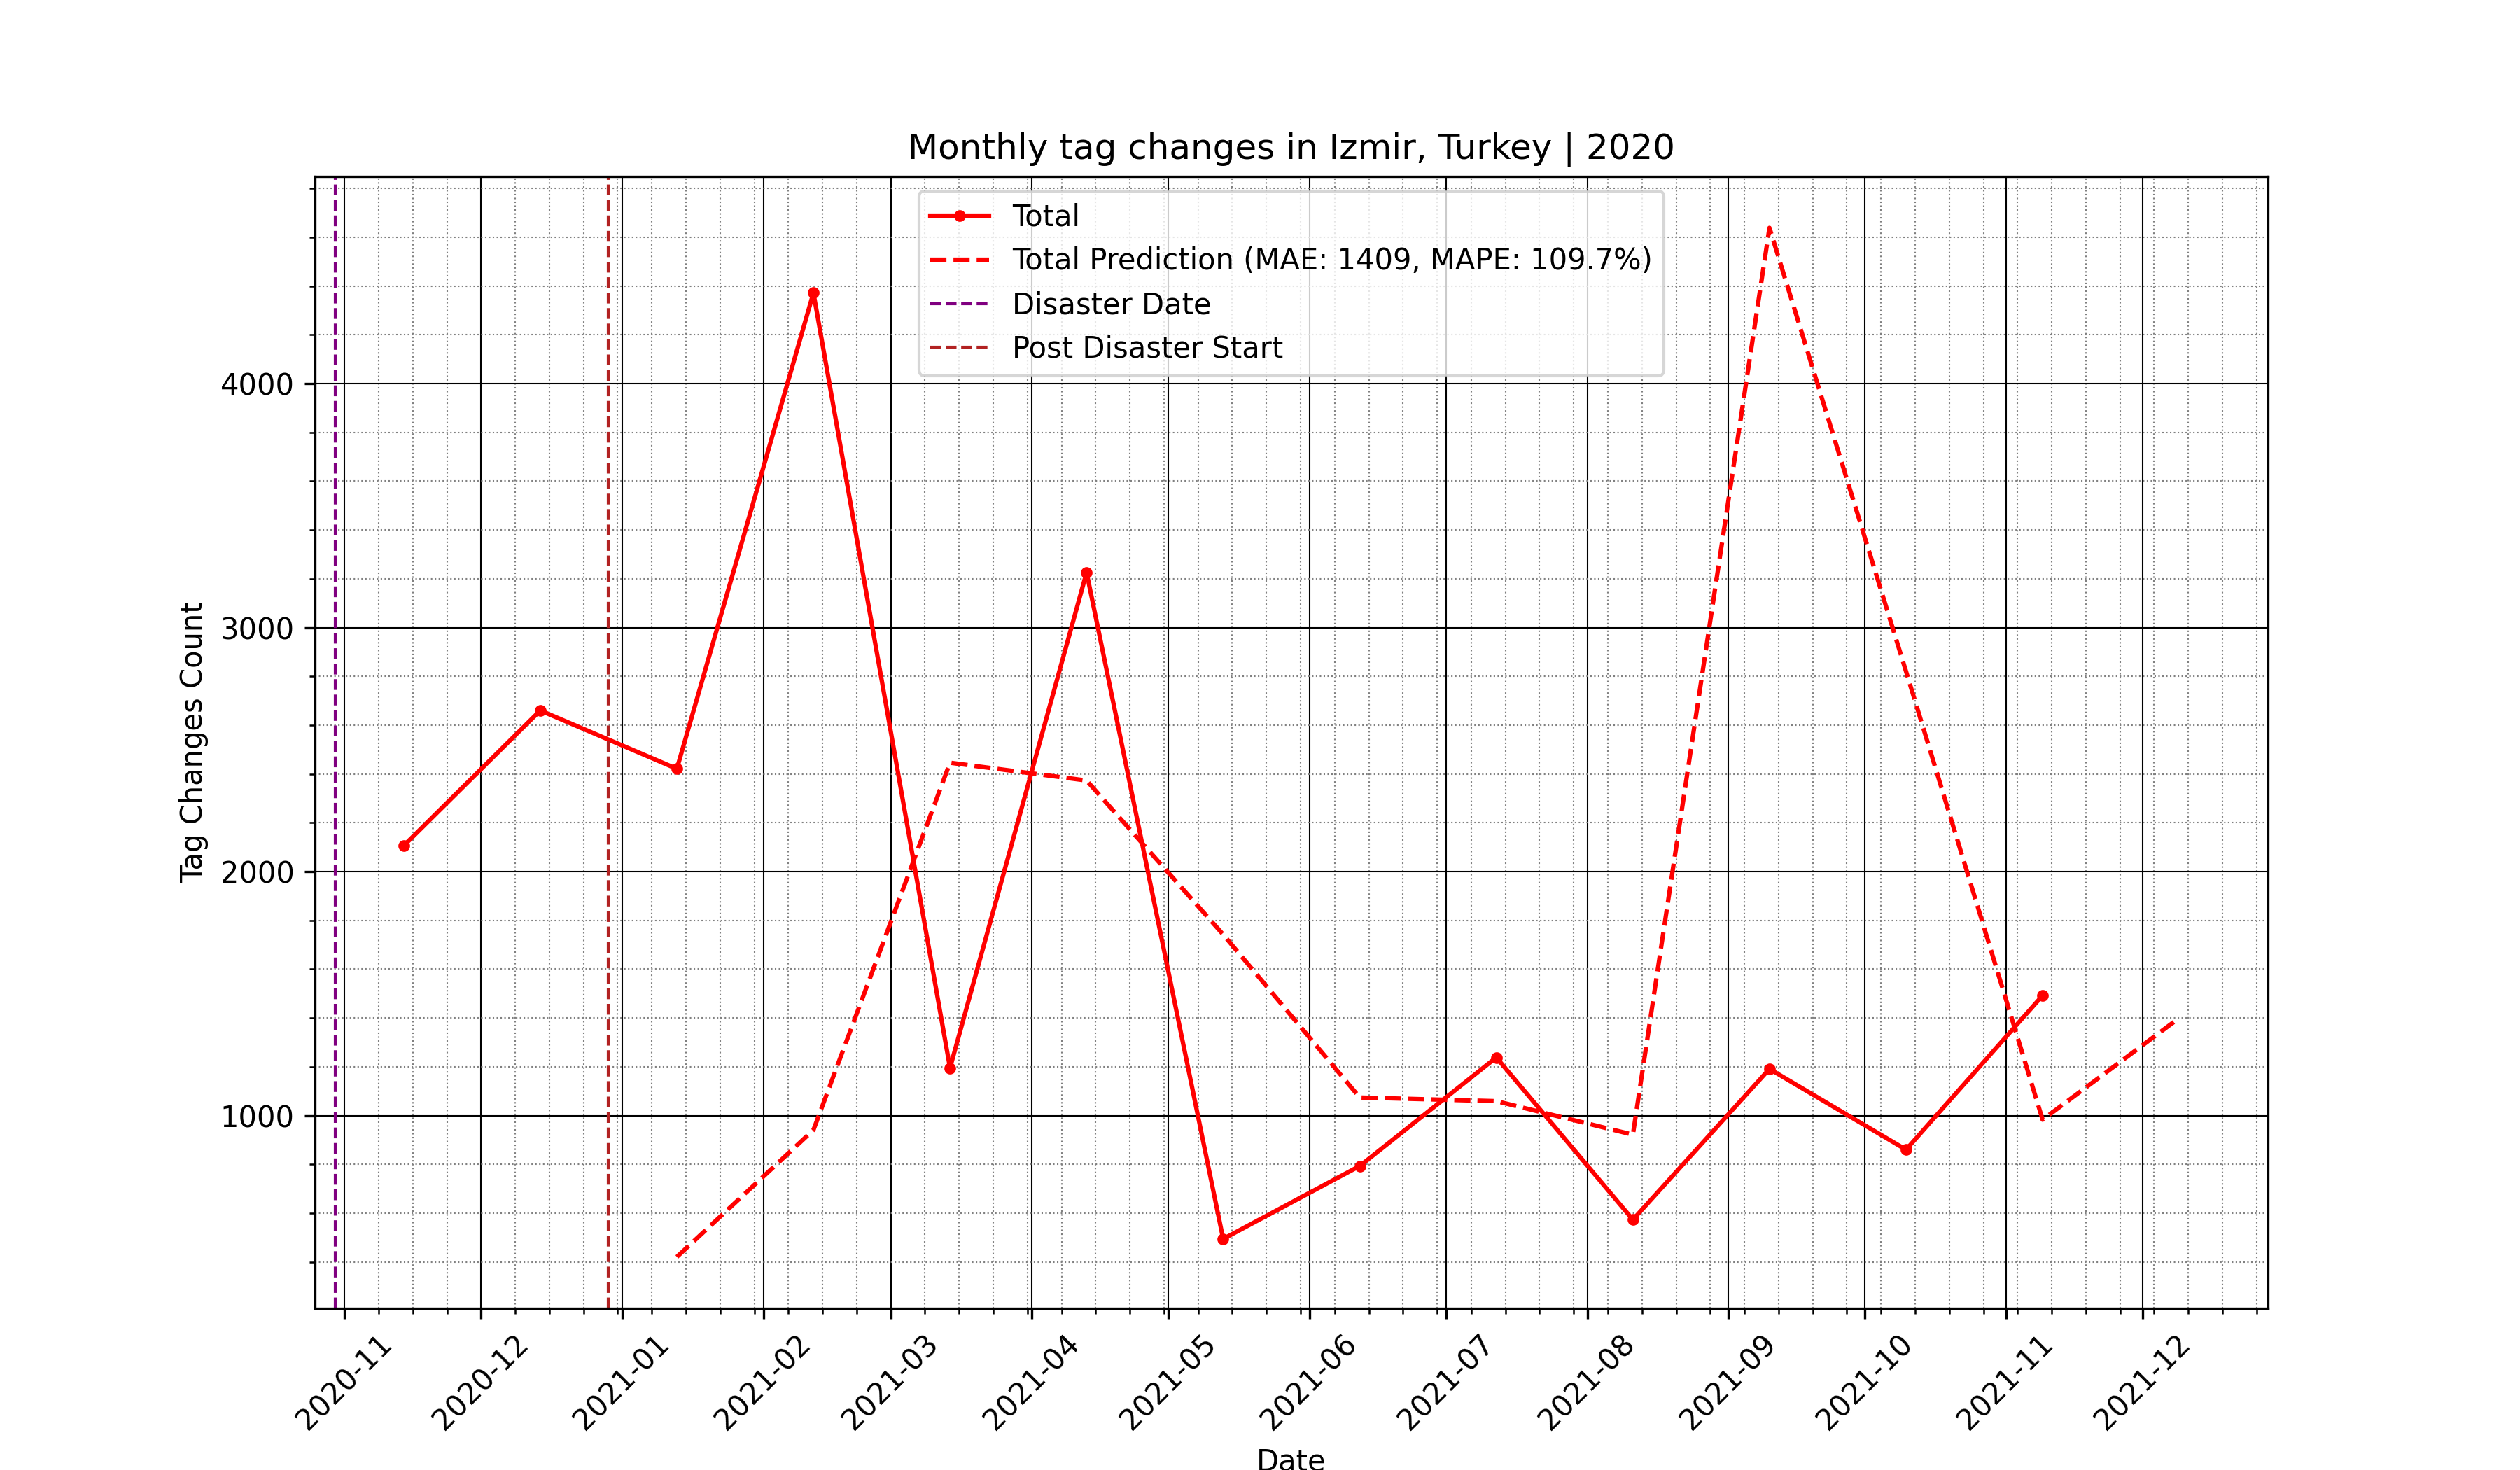 Monthly tag changes in Izmir, Turkey | 2020
Total
Total Prediction (MAE: 1409, MAPE: 109.7%)
Disaster Date
Post Disaster Start
Tag Changes Count
4000
3000
2000
1000
2020-11
2020-12
2021-01
2021-02
2021-03
2021-04
2021-05
2021-06
2021-07
2021-08
2021-09
2021-10
2021-11
2021-12
Date